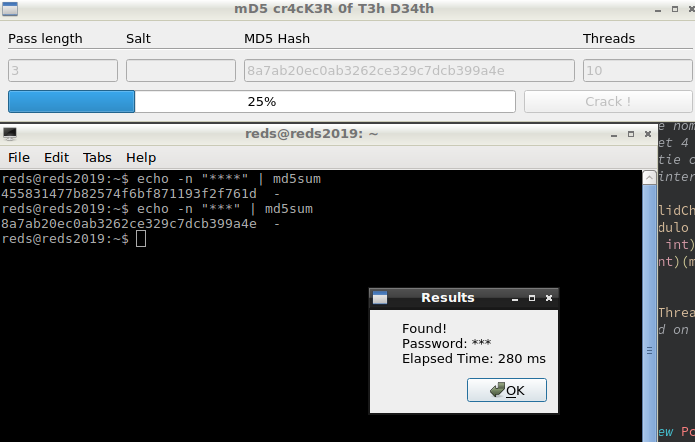 mD5 cr4cK3R 0f T3h D34th
Pass length Salt MD5 Hash Threads
3 8a7ab20ec0ab3262ce329c7dcb399a4e 10
25% Crack !
reds@reds2019: ~
File Edit Tabs Help
reds@reds2019:~$ echo -n "****" | md5sum
455831477b82574f6bf871193f2f761d -
reds@reds2019:~$ echo -n "***" | md5sum
8a7ab20ec0ab3262ce329c7dcb399a4e -
reds@reds2019:~$
et 4
tie c
inter
lidCh
dulo
int)
nt)(m
Threa
d on
ew Po
Results
Found!
Password: ***
Elapsed Time: 280 ms
OK